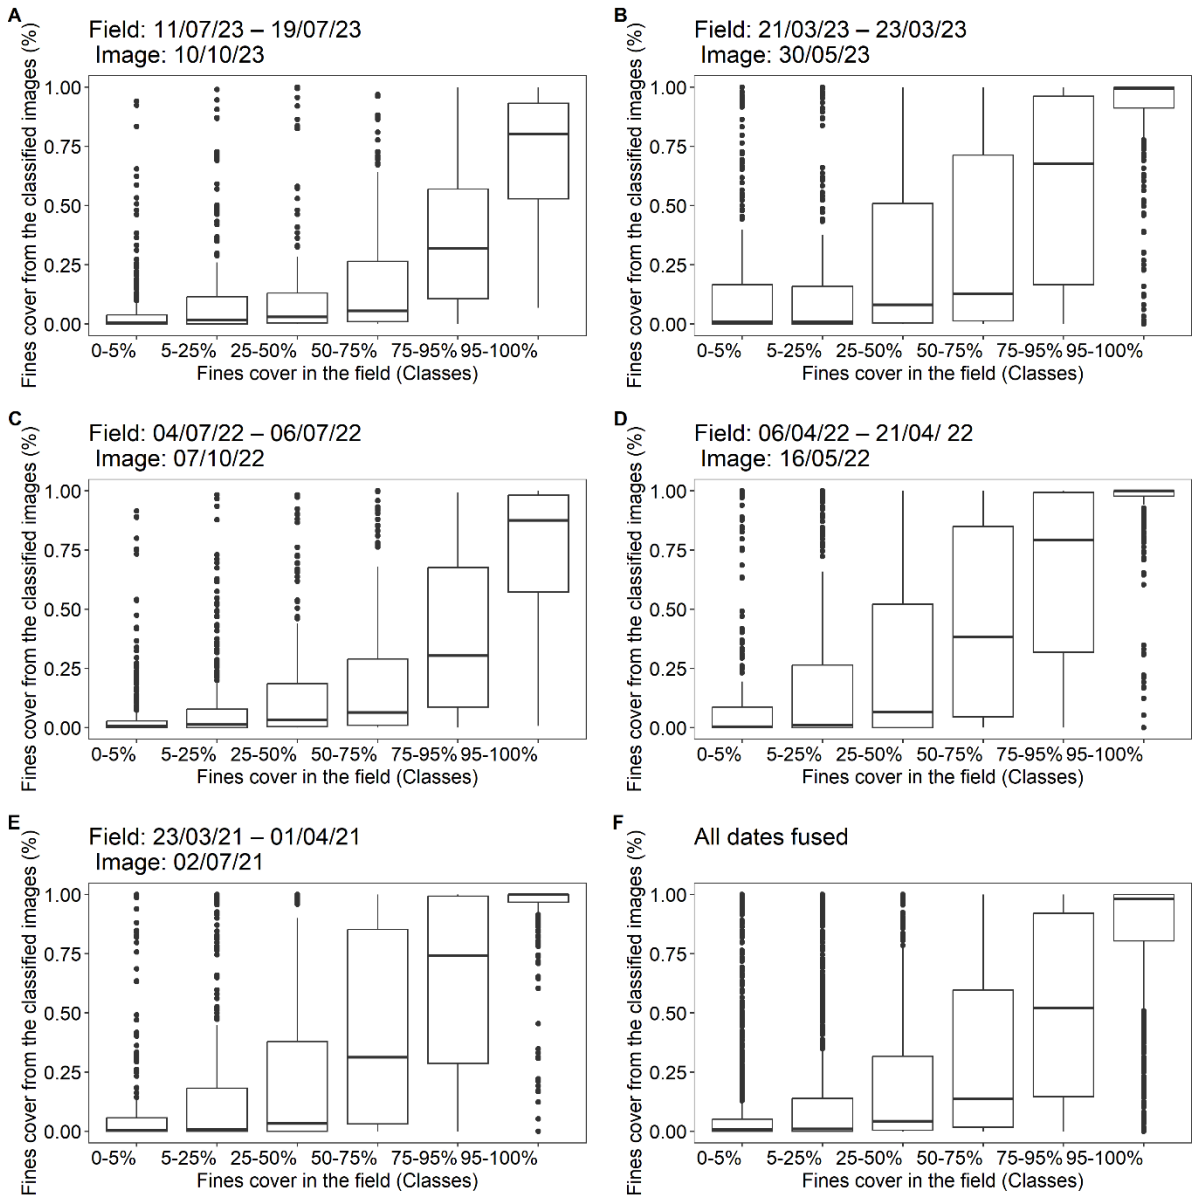 A
Field: 11/07/23 – 19/07/23
Image: 10/10/23
Fines cover from the classified images (%)
1.00
0.75
0.50
0.25
0.00
0-5% 5-25% 25-50% 50-75% 75-95% 95-100%
Fines cover in the field (Classes)
B
Field: 21/03/23 – 23/03/23
Image: 30/05/23
Fines cover from the classified images (%)
1.00
0.75
0.50
0.25
0.00
0-5% 5-25% 25-50% 50-75% 75-95% 95-100%
Fines cover in the field (Classes)
C
Field: 04/07/22 – 06/07/22
Image: 07/10/22
Fines cover from the classified images (%)
1.00
0.75
0.50
0.25
0.00
0-5% 5-25% 25-50% 50-75% 75-95% 95-100%
Fines cover in the field (Classes)
D
Field: 06/04/22 – 21/04/ 22
Image: 16/05/22
Fines cover from the classified images (%)
1.00
0.75
0.50
0.25
0.00
0-5% 5-25% 25-50% 50-75% 75-95% 95-100%
Fines cover in the field (Classes)
E
Field: 23/03/21 – 01/04/21
Image: 02/07/21
Fines cover from the classified images (%)
1.00
0.75
0.50
0.25
0.00
0-5% 5-25% 25-50% 50-75% 75-95% 95-100%
Fines cover in the field (Classes)
F
All dates fused
Fines cover from the classified images (%)
1.00
0.75
0.50
0.25
0.00
0-5% 5-25% 25-50% 50-75% 75-95% 95-100%
Fines cover in the field (Classes)